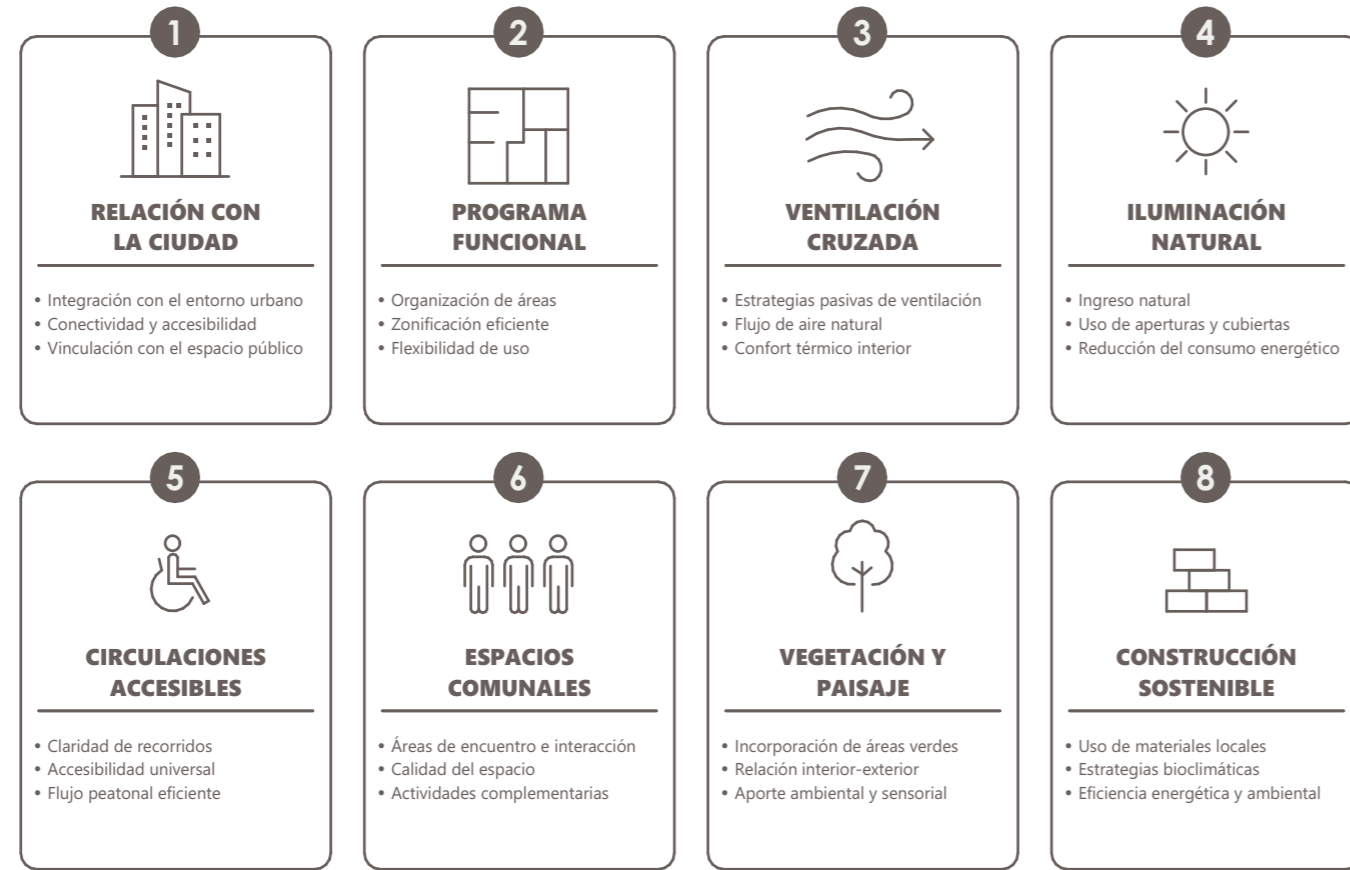 1
RELACIÓN CON
LA CIUDAD
• Integración con el entorno urbano
• Conectividad y accesibilidad
• Vinculación con el espacio público
2
PROGRAMA
FUNCIONAL
• Organización de áreas
• Zonificación eficiente
• Flexibilidad de uso
3
VENTILACIÓN
CRUZADA
• Estrategias pasivas de ventilación
• Flujo de aire natural
• Confort térmico interior
4
ILUMINACIÓN
NATURAL
• Ingreso natural
• Uso de aperturas y cubiertas
• Reducción del consumo energético
5
CIRCULACIONES
ACCESIBLES
• Claridad de recorridos
• Accesibilidad universal
• Flujo peatonal eficiente
6
ESPACIOS
COMUNALES
• Áreas de encuentro e interacción
• Calidad del espacio
• Actividades complementarias
7
VEGETACIÓN Y
PAISAJE
• Incorporación de áreas verdes
• Relación interior-exterior
• Aporte ambiental y sensorial
8
CONSTRUCCIÓN
SOSTENIBLE
• Uso de materiales locales
• Estrategias bioclimáticas
• Eficiencia energética y ambiental